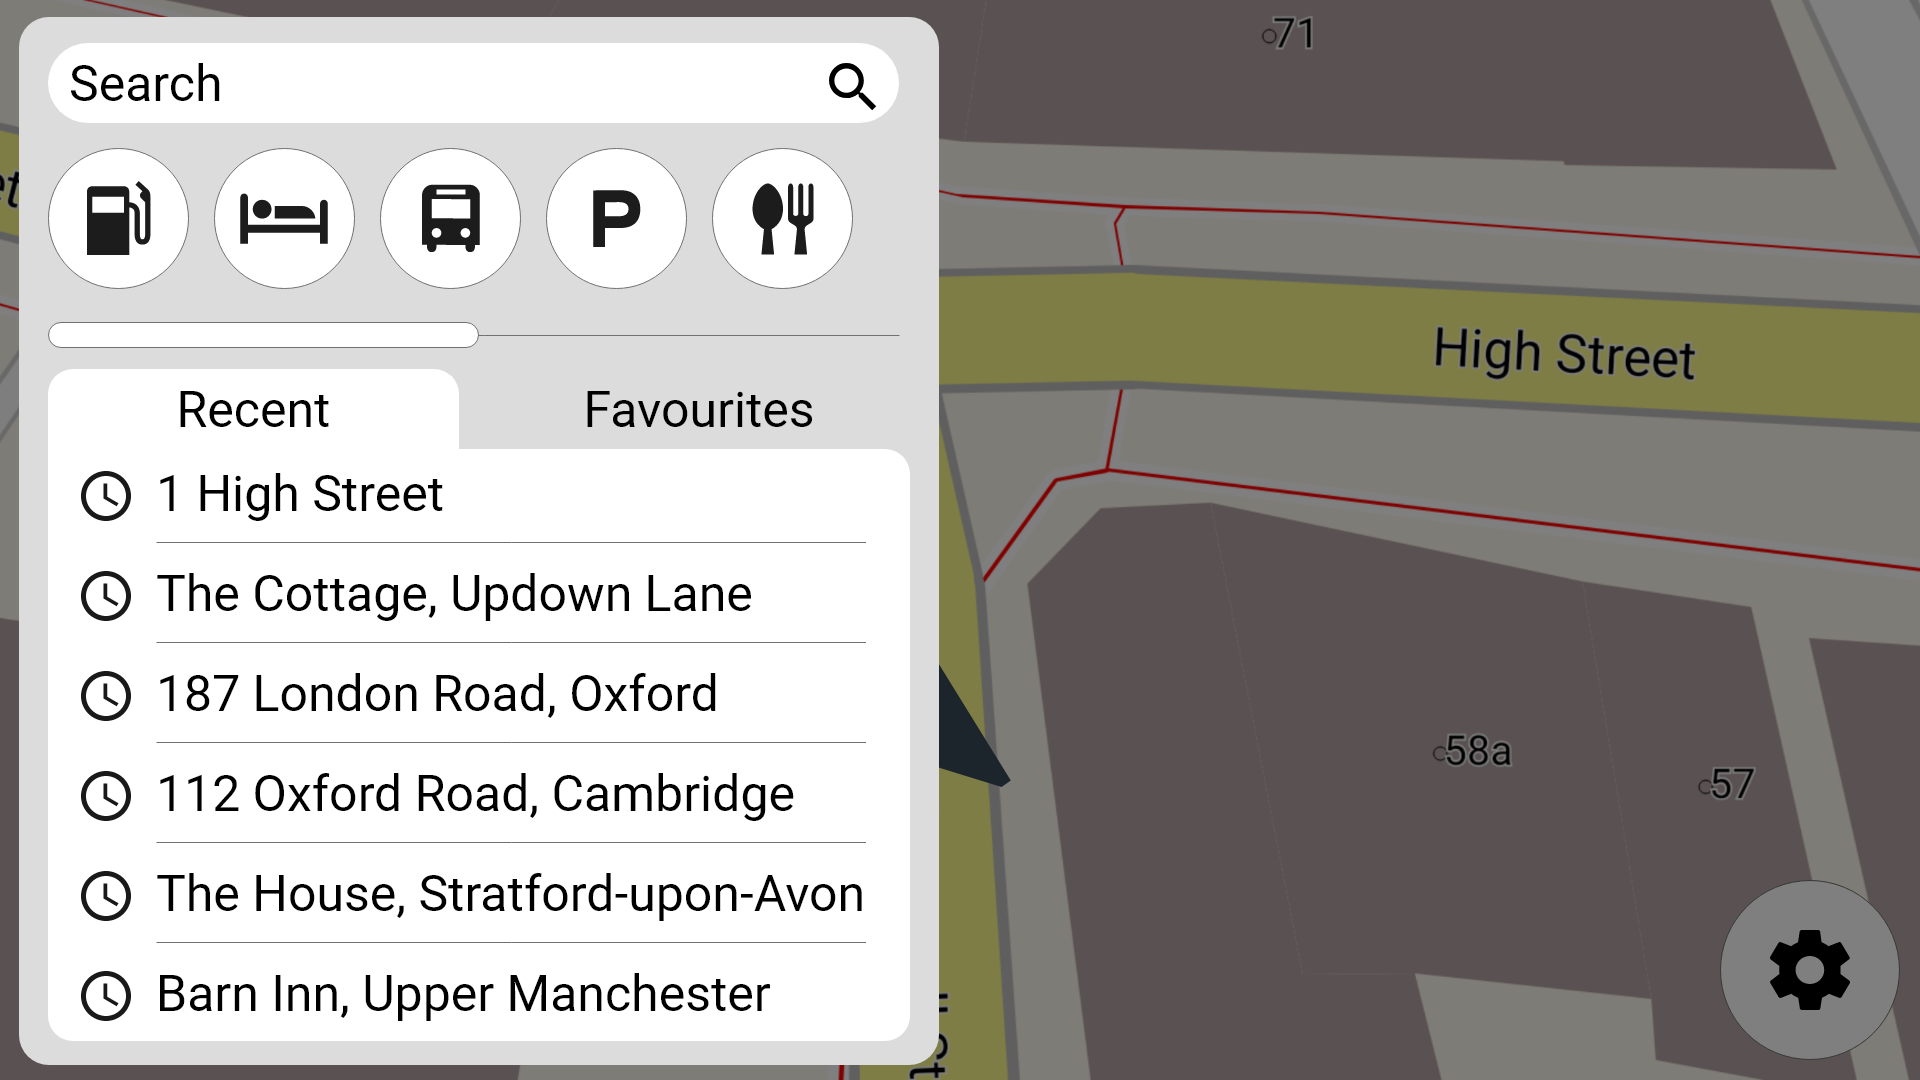 Search
P
Recent
Favourites
1 High Street
The Cottage, Updown Lane
187 London Road, Oxford
112 Oxford Road, Cambridge
The House, Stratford-upon-Avon
Barn Inn, Upper Manchester
71
High Street
58a
57